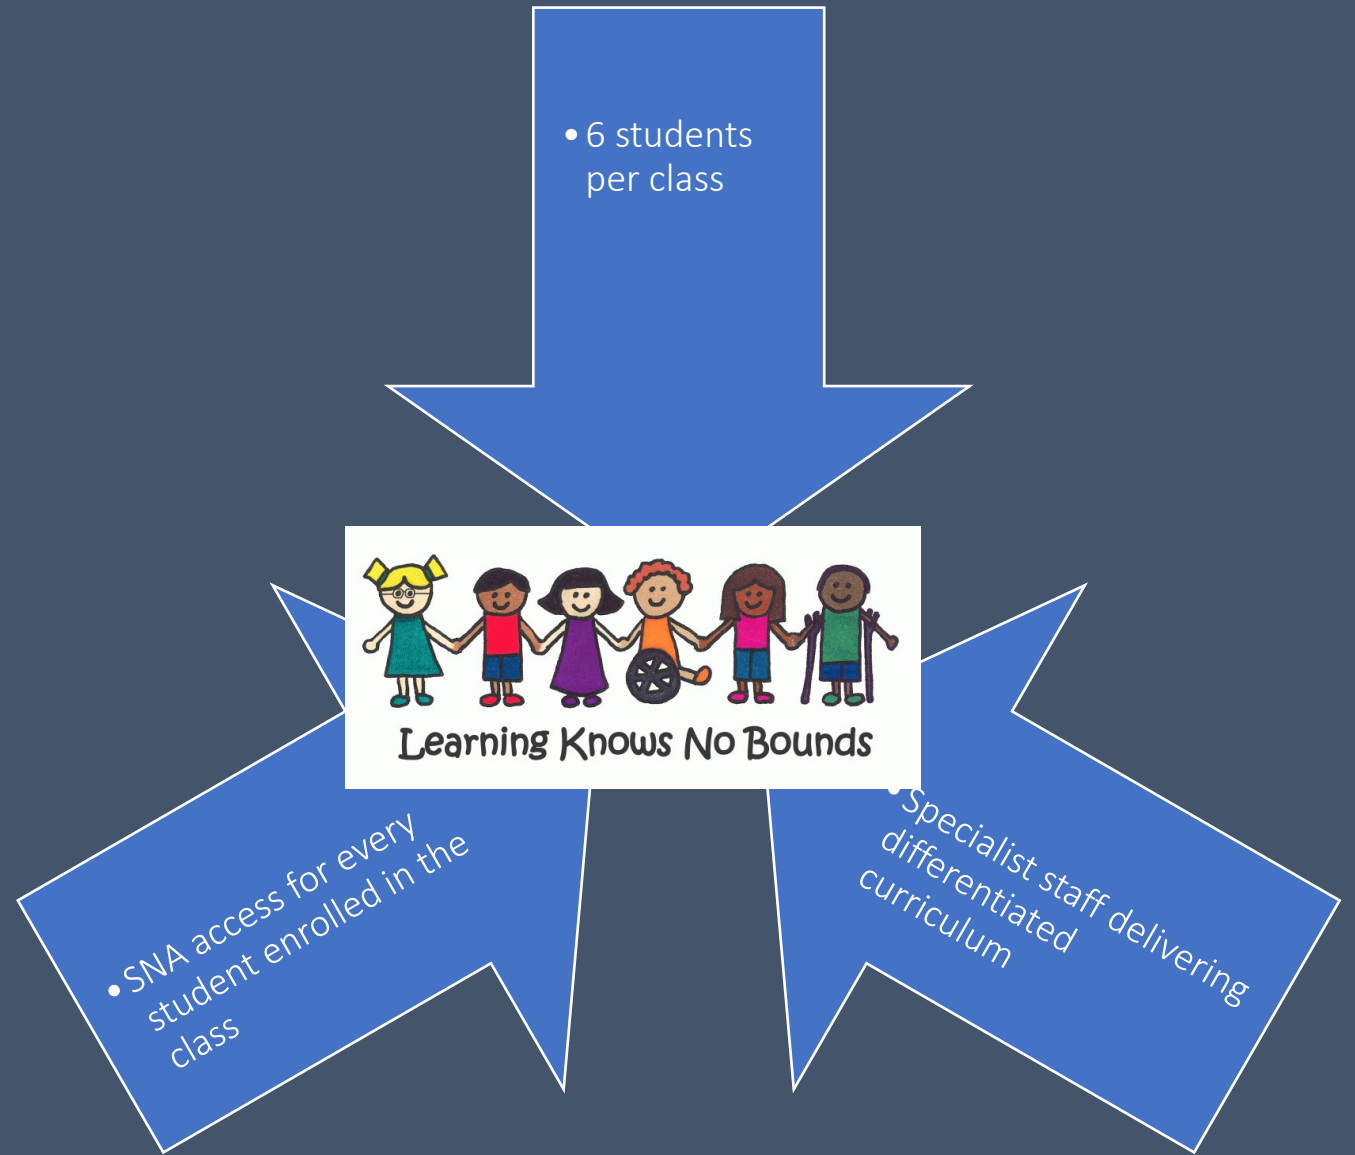 • 6 students
per class
Learning Knows No Bounds
• SNA access for every
student enrolled in the
class
• Specialist staff delivering
differentiated
curriculum